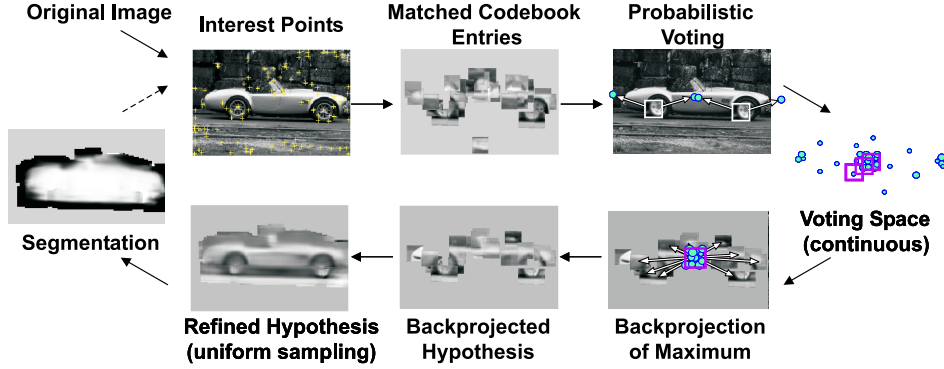 Original Image
Interest Points
Matched Codebook
Entries
Probabilistic
Voting
Voting Space
(continuous)
Segmentation
Refined Hypothesis
(uniform sampling)
Backprojected
Hypothesis
Backprojection
of Maximum